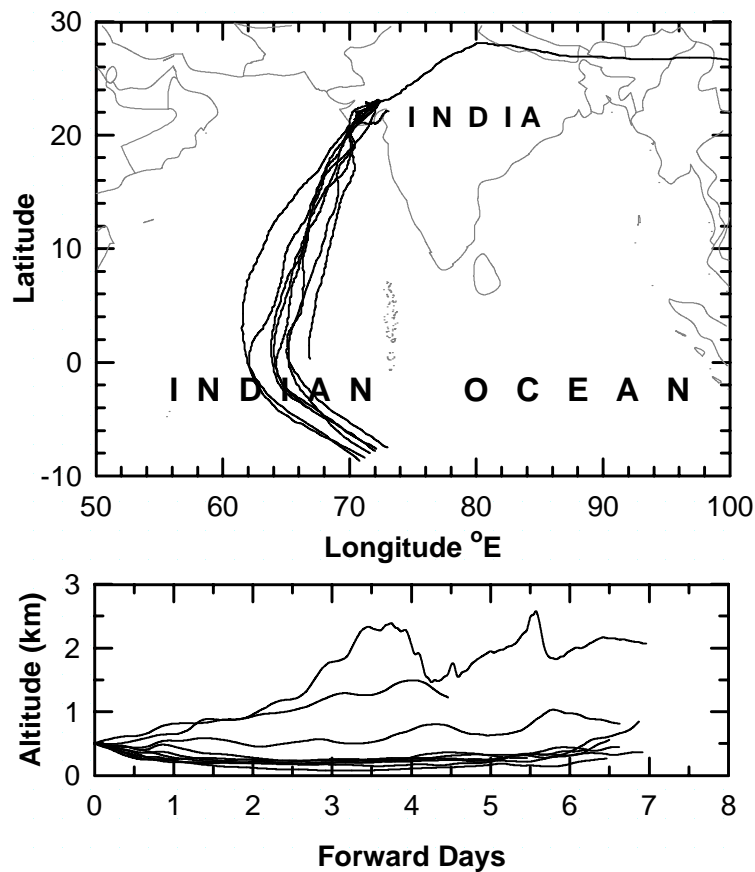 30
I N D I A
20
Latitude
10
0
I N D I A N O C E A N
-10
50 60 70 80 90 100
Longitude °E
3
Altitude (km)
2
1
0
0 1 2 3 4 5 6 7 8
Forward Days